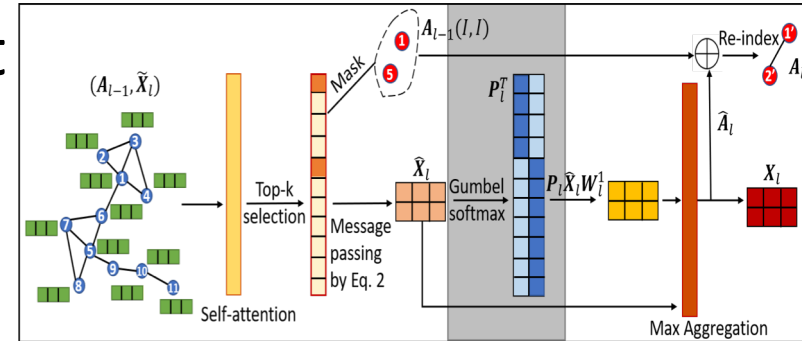 t
(A_{l-1}, X̃_l)
1
2
3
4
5
6
7
8
9
10
11
Self-attention
Top-k
selection
Mask
1
5
A_{l-1}(I, I)
Message
passing
by Eq. 2
X̂_l
Gumbel
softmax
P_l^T
P_l X̂_l W_l^1
Max Aggregation
Â_l
Re-index
1′
2′
X_l